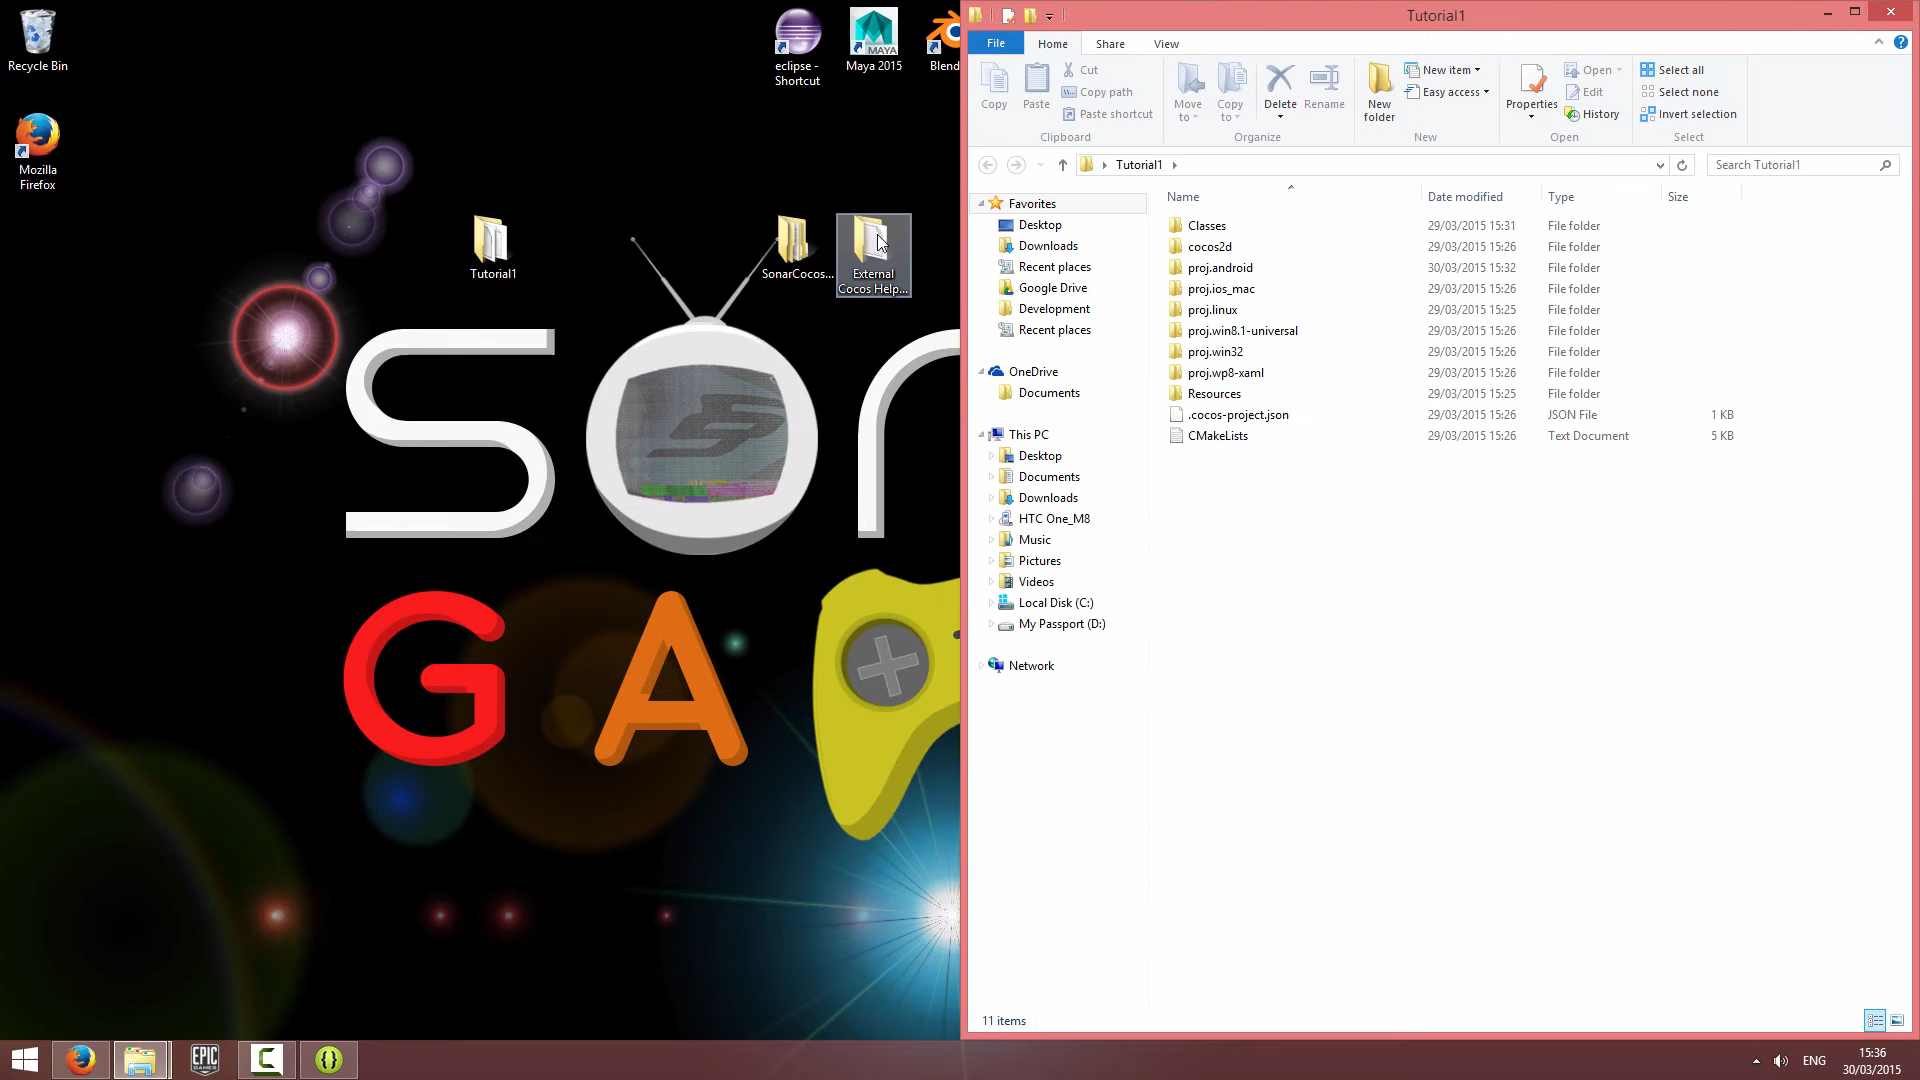 Recycle Bin
Mozilla
Firefox
eclipse -
Shortcut
Maya 2015
MAYA
Blend
Tutorial1
SonarCocos...
External
Cocos Help...
SO
GA
EPIC
GAMES
Tutorial1
File
Home
Share
View
Copy
Paste
Cut
Copy path
Paste shortcut
Clipboard
Move
to
Copy
to
Delete
Rename
Organize
New
folder
New item
Easy access
New
Properties
Open
Edit
History
Open
Select all
Select none
Invert selection
Select
Tutorial1
Search Tutorial1
Name
Date modified
Type
Size
Favorites
Desktop
Downloads
Recent places
Google Drive
Development
Recent places
OneDrive
Documents
This PC
Desktop
Documents
Downloads
HTC One_M8
Music
Pictures
Videos
Local Disk (C:)
My Passport (D:)
Network
Classes 29/03/2015 15:31 File folder
cocos2d 29/03/2015 15:26 File folder
proj.android 30/03/2015 15:32 File folder
proj.ios_mac 29/03/2015 15:26 File folder
proj.linux 29/03/2015 15:25 File folder
proj.win8.1-universal 29/03/2015 15:26 File folder
proj.win32 29/03/2015 15:26 File folder
proj.wp8-xaml 29/03/2015 15:26 File folder
Resources 29/03/2015 15:25 File folder
.cocos-project.json 29/03/2015 15:26 JSON File 1 KB
CMakeLists 29/03/2015 15:26 Text Document 5 KB
11 items
ENG
15:36
30/03/2015